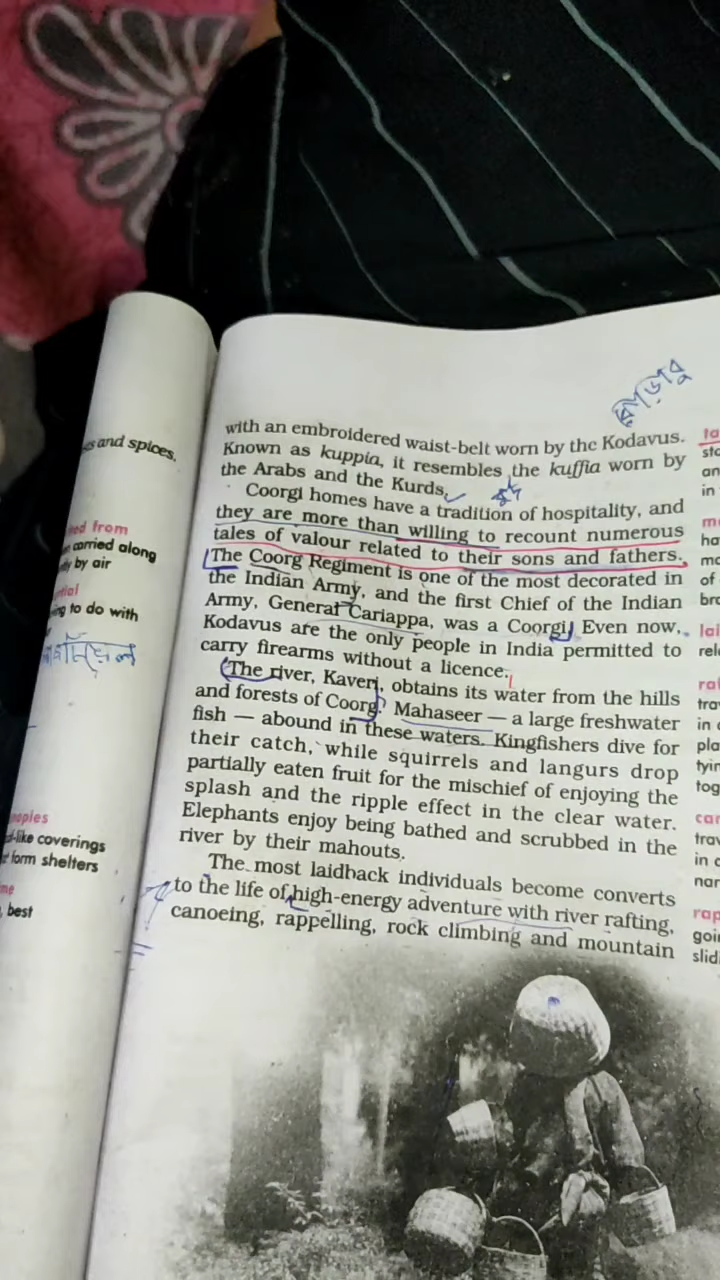 with an embroidered waist-belt worn by the Kodavus.
Known as kuppia, it resembles the kuffia worn by
the Arabs and the Kurds.
Coorgi homes have a tradition of hospitality, and
they are more than willing to recount numerous
tales of valour related to their sons and fathers.
The Coorg Regiment is one of the most decorated in
the Indian Army, and the first Chief of the Indian
Army, General Cariappa, was a Coorgi. Even now,
Kodavus are the only people in India permitted to
carry firearms without a licence.
The river, Kaveri, obtains its water from the hills
and forests of Coorg. Mahaseer — a large freshwater
fish — abound in these waters. Kingfishers dive for
their catch, while squirrels and langurs drop
partially eaten fruit for the mischief of enjoying the
splash and the ripple effect in the clear water.
Elephants enjoy being bathed and scrubbed in the
river by their mahouts.
The most laidback individuals become converts
to the life of high-energy adventure with river rafting,
canoeing, rappelling, rock climbing and mountain
and spices.
from
carried along
by air
to do with
coverings
form shelters
best